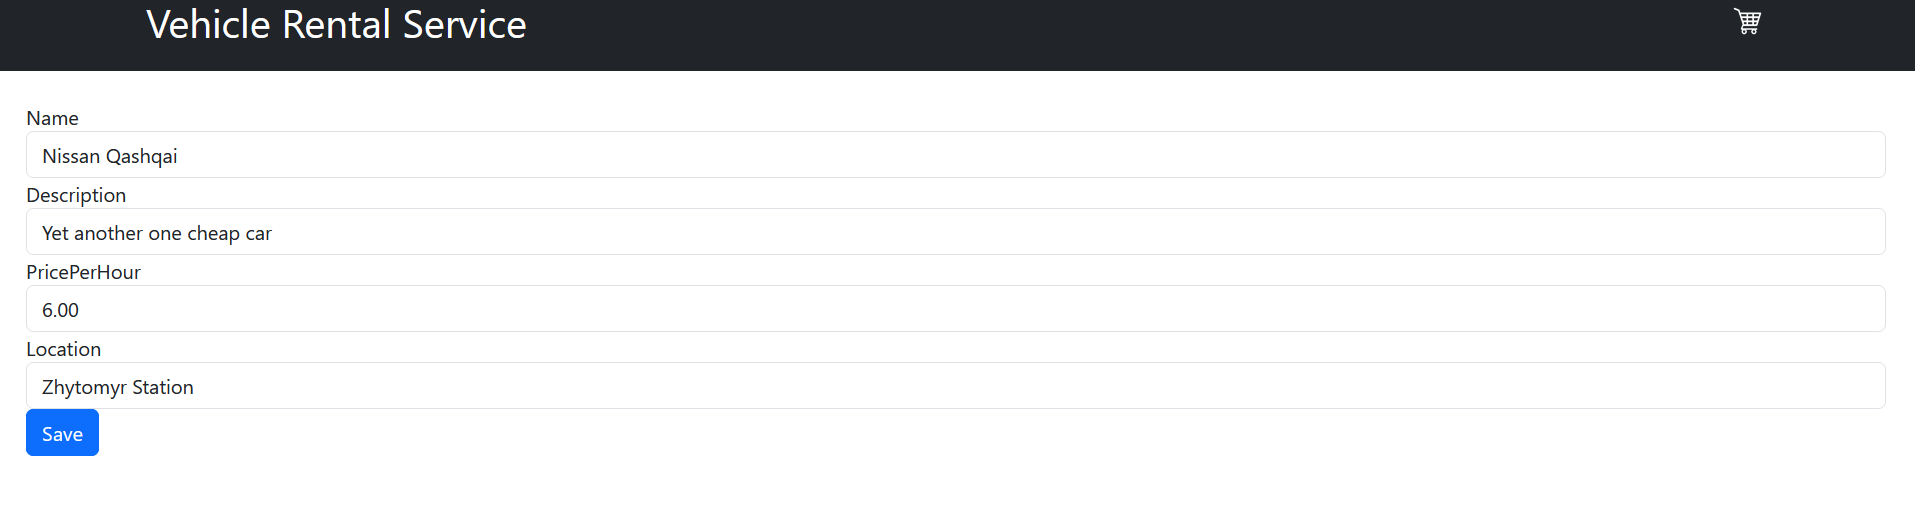 Vehicle Rental Service
Name
Nissan Qashqai
Description
Yet another one cheap car
PricePerHour
6.00
Location
Zhytomyr Station
Save